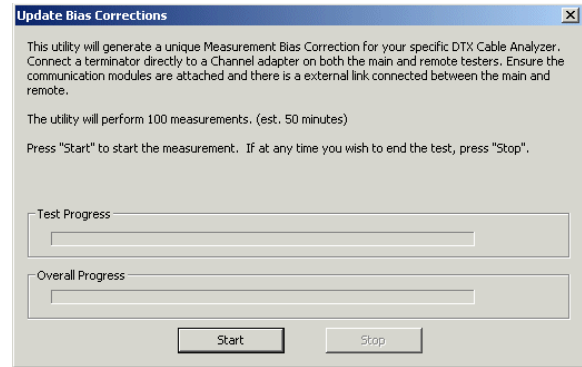 Update Bias Corrections
This utility will generate a unique Measurement Bias Correction for your specific DTX Cable Analyzer.
Connect a terminator directly to a Channel adapter on both the main and remote testers. Ensure the
communication modules are attached and there is a external link connected between the main and
remote.
The utility will perform 100 measurements. (est. 50 minutes)
Press "Start" to start the measurement. If at any time you wish to end the test, press "Stop".
Test Progress
Overall Progress
Start
Stop